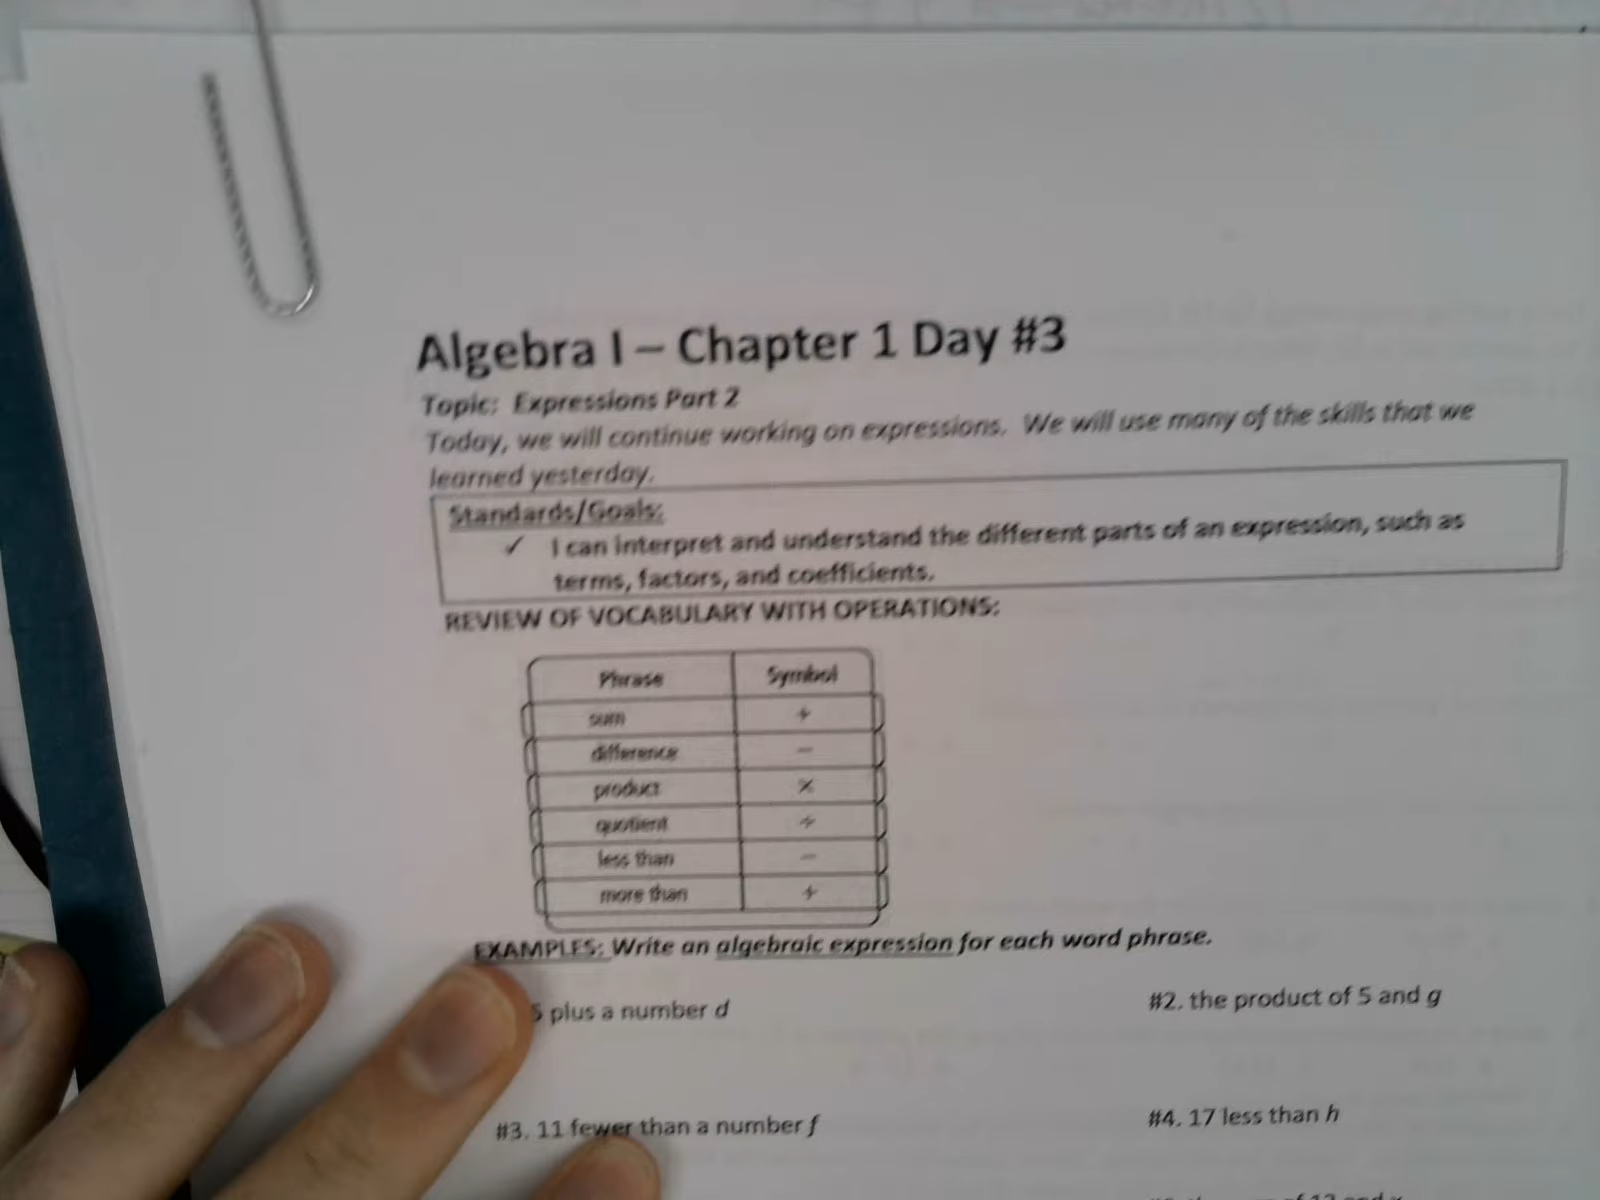 Algebra I – Chapter 1 Day #3
Topic: Expressions Part 2
Today, we will continue working on expressions. We will use many of the skills that we
learned yesterday.
Standards/Goals:
✓ I can interpret and understand the different parts of an expression, such as
terms, factors, and coefficients.
REVIEW OF VOCABULARY WITH OPERATIONS:
Phrase Symbol
sum +
difference −
product ×
quotient ÷
less than −
more than +
EXAMPLES: Write an algebraic expression for each word phrase.
5 plus a number d #2. the product of 5 and g
#3. 11 fewer than a number f #4. 17 less than h